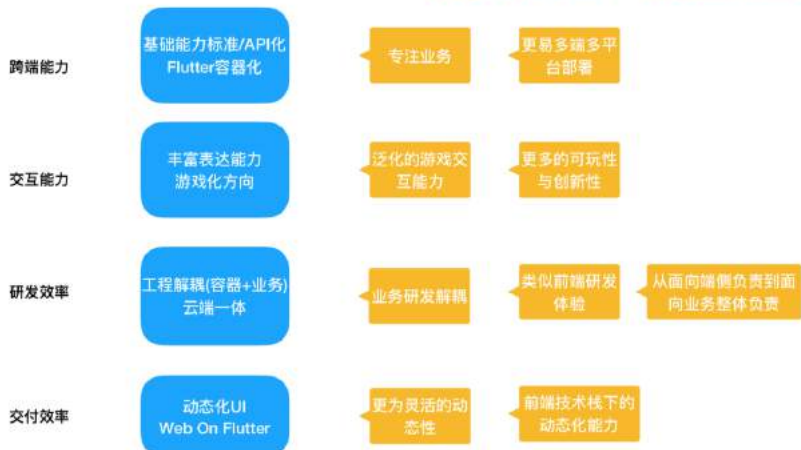 跨端能力
基础能力标准/API化
Flutter容器化
专注业务
更易多端多平
台部署
交互能力
丰富表达能力
游戏化方向
泛化的游戏交
互能力
更多的可玩性
与创新性
研发效率
工程解耦(容器+业务)
云端一体
业务研发解耦
类似前端研发
体验
从面向端侧负责到面
向业务整体负责
交付效率
动态化UI
Web On Flutter
更为灵活的动
态性
前端技术栈下的
动态化能力